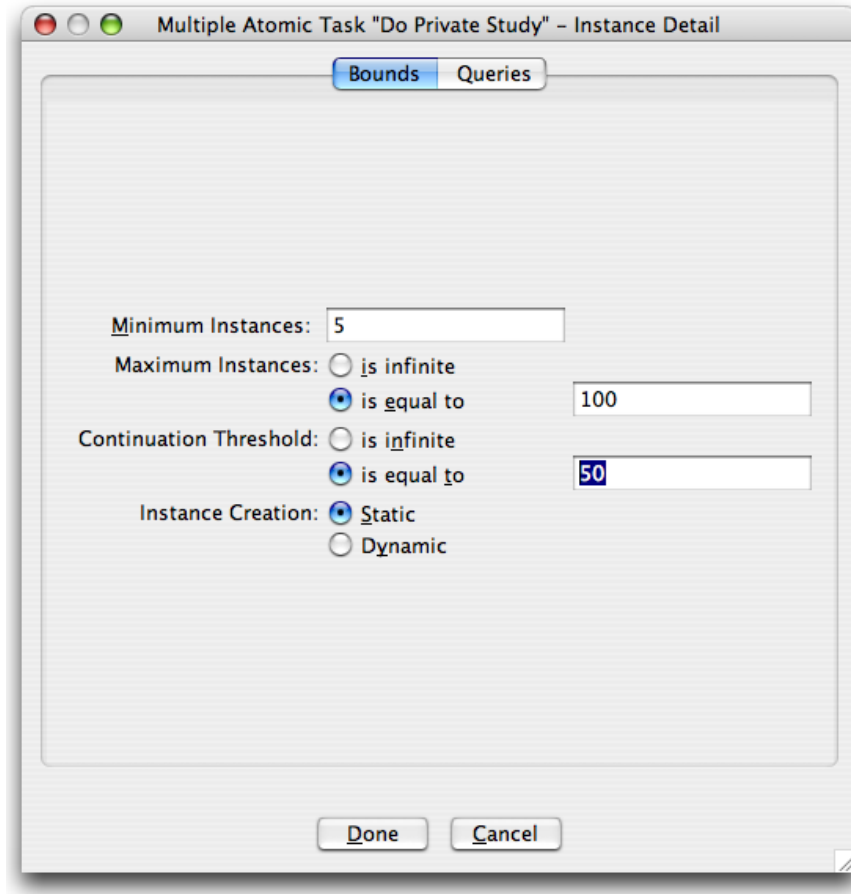 Multiple Atomic Task "Do Private Study" – Instance Detail
Bounds Queries
Minimum Instances: 5
Maximum Instances: is infinite
is equal to 100
Continuation Threshold: is infinite
is equal to 50
Instance Creation: Static
Dynamic
Done Cancel